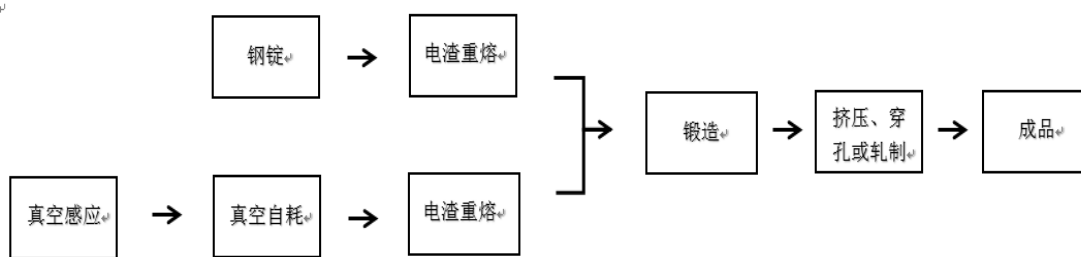 钢锭
电渣重熔
锻造
挤压、穿
孔或轧制
成品
真空感应
真空自耗
电渣重熔